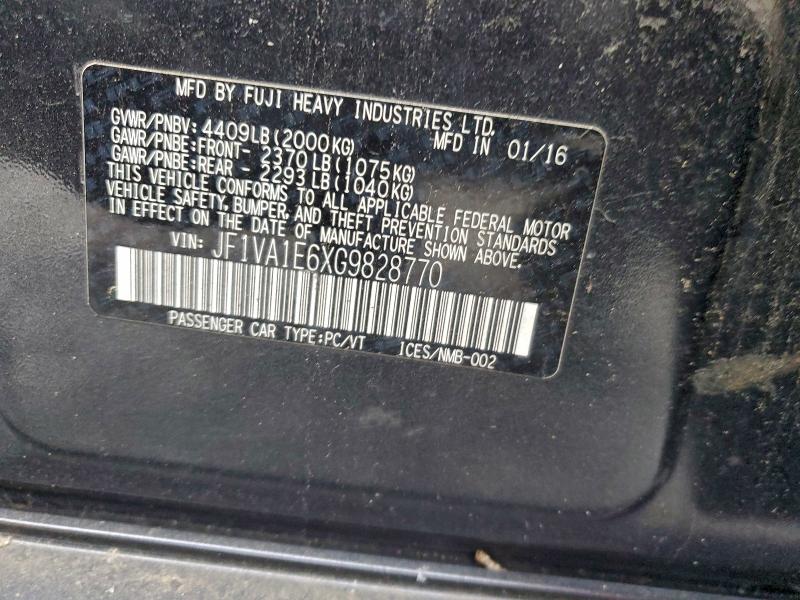 MFD BY FUJI HEAVY INDUSTRIES LTD.
GVWR/PNBV: 4409LB(2000KG) MFD IN 01/16
GAWR/PNBE:FRONT- 2370LB(1075KG)
GAWR/PNBE:REAR - 2293LB(1040KG)
THIS VEHICLE CONFORMS TO ALL APPLICABLE FEDERAL MOTOR
VEHICLE SAFETY, BUMPER, AND THEFT PREVENTION STANDARDS
IN EFFECT ON THE DATE OF MANUFACTURE SHOWN ABOVE.
VIN: JF1VA1E6XG9828770
PASSENGER CAR TYPE:PC/VT ICES/NMB-002